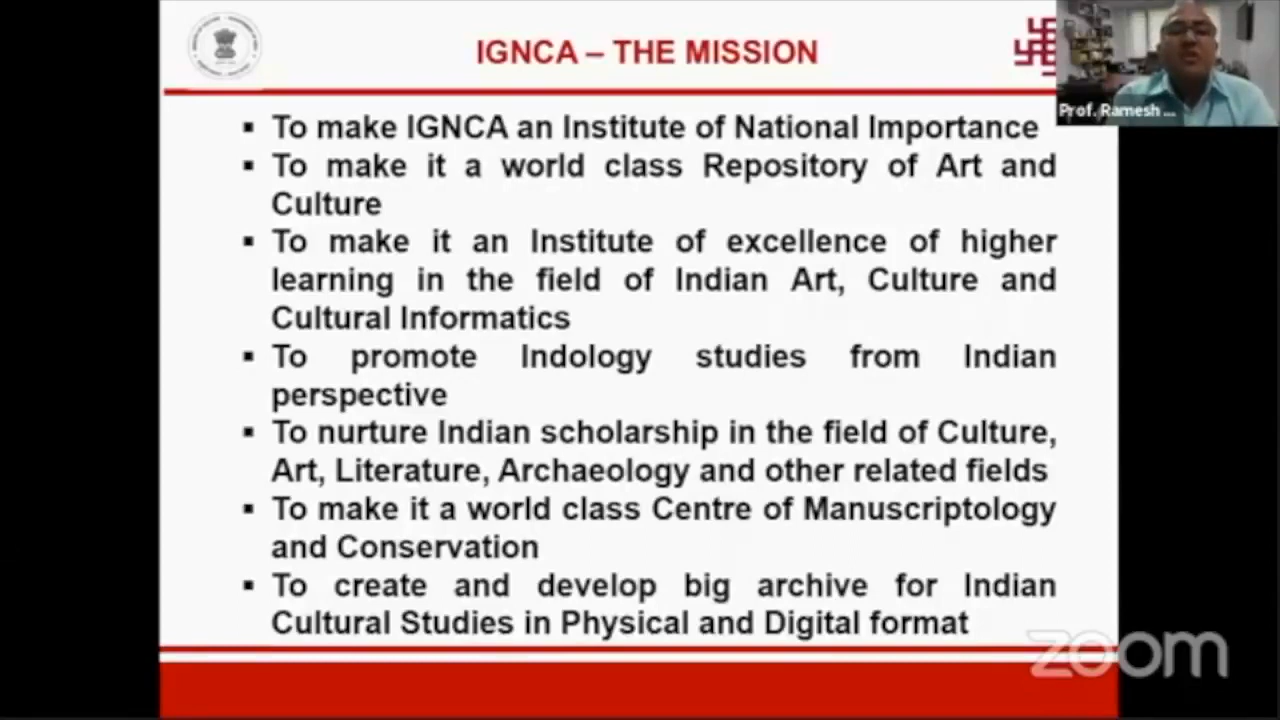 IGNCA – THE MISSION
Prof. Ramesh ...
▪ To make IGNCA an Institute of National Importance
▪ To make it a world class Repository of Art and
Culture
▪ To make it an Institute of excellence of higher
learning in the field of Indian Art, Culture and
Cultural Informatics
▪ To promote Indology studies from Indian
perspective
▪ To nurture Indian scholarship in the field of Culture,
Art, Literature, Archaeology and other related fields
▪ To make it a world class Centre of Manuscriptology
and Conservation
▪ To create and develop big archive for Indian
Cultural Studies in Physical and Digital format
zoom